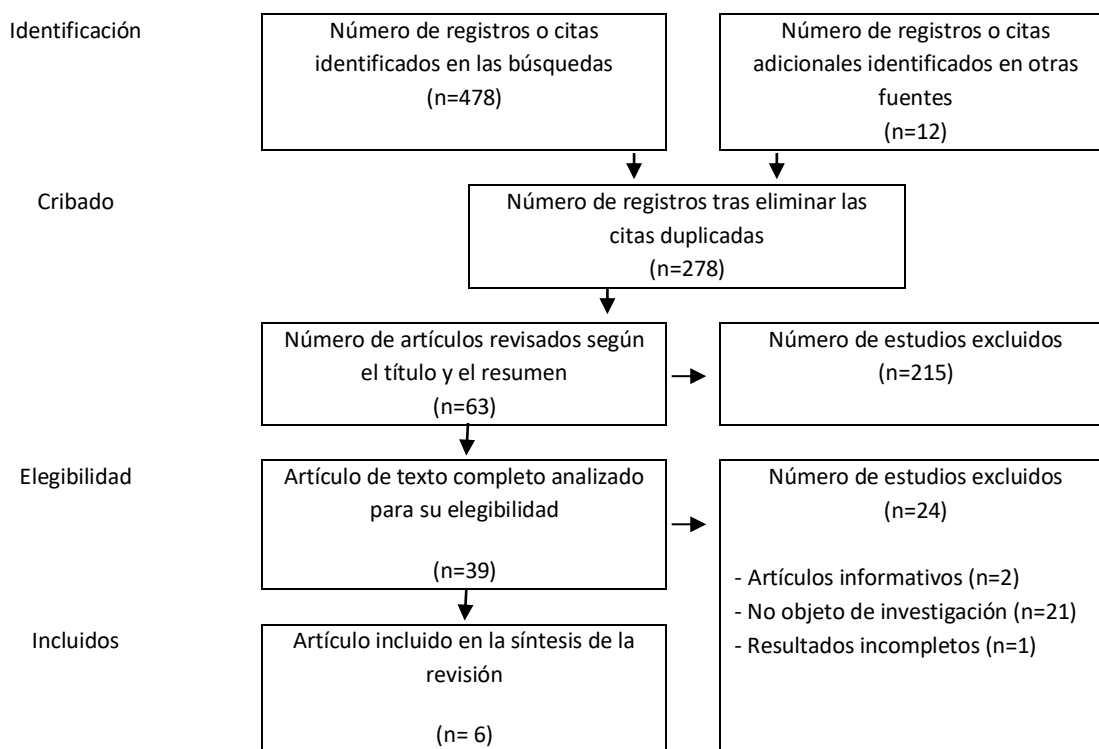 Identificación
Número de registros o citas
identificados en las búsquedas
(n=478)
Número de registros o citas
adicionales identificados en otras
fuentes
(n=12)
Cribado
Número de registros tras eliminar las
citas duplicadas
(n=278)
Número de artículos revisados según
el título y el resumen
(n=63)
Número de estudios excluidos
(n=215)
Elegibilidad
Artículo de texto completo analizado
para su elegibilidad
(n=39)
Número de estudios excluidos
(n=24)
- Artículos informativos (n=2)
- No objeto de investigación (n=21)
- Resultados incompletos (n=1)
Incluidos
Artículo incluido en la síntesis de la
revisión
(n= 6)